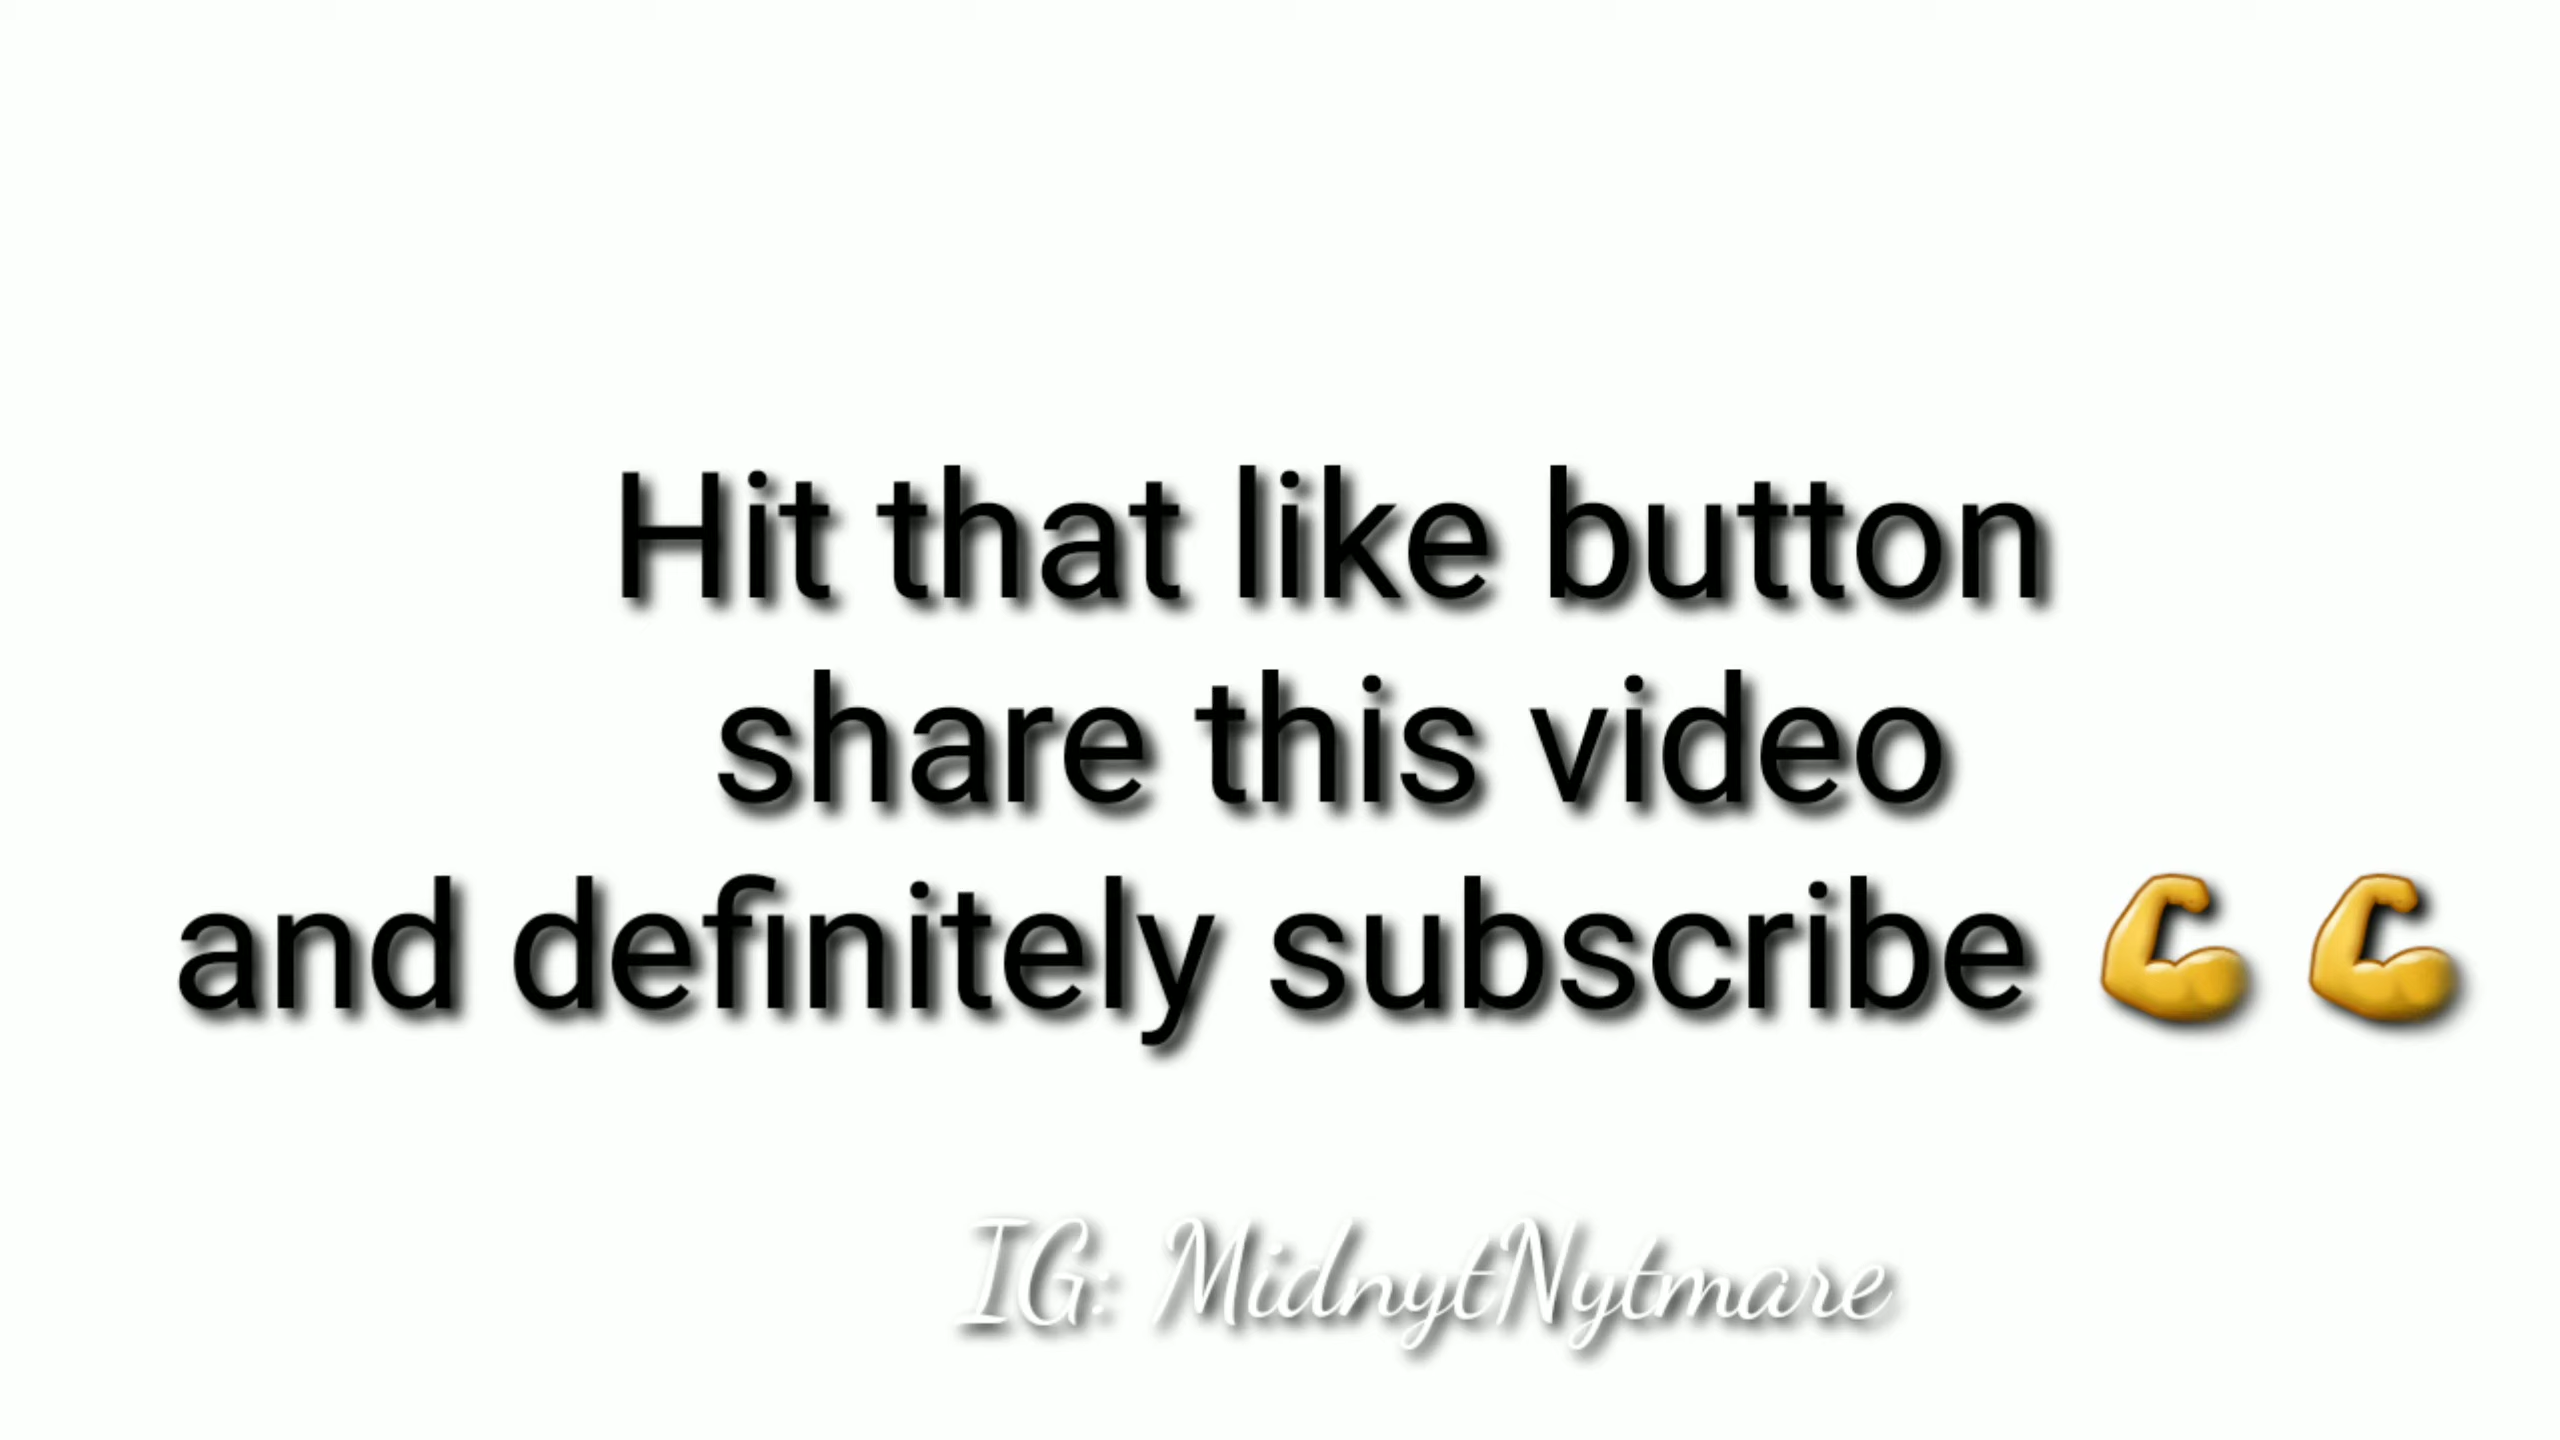 Hit that like button
share this video
and definitely subscribe 💪 💪
IG: MidnytNytmare